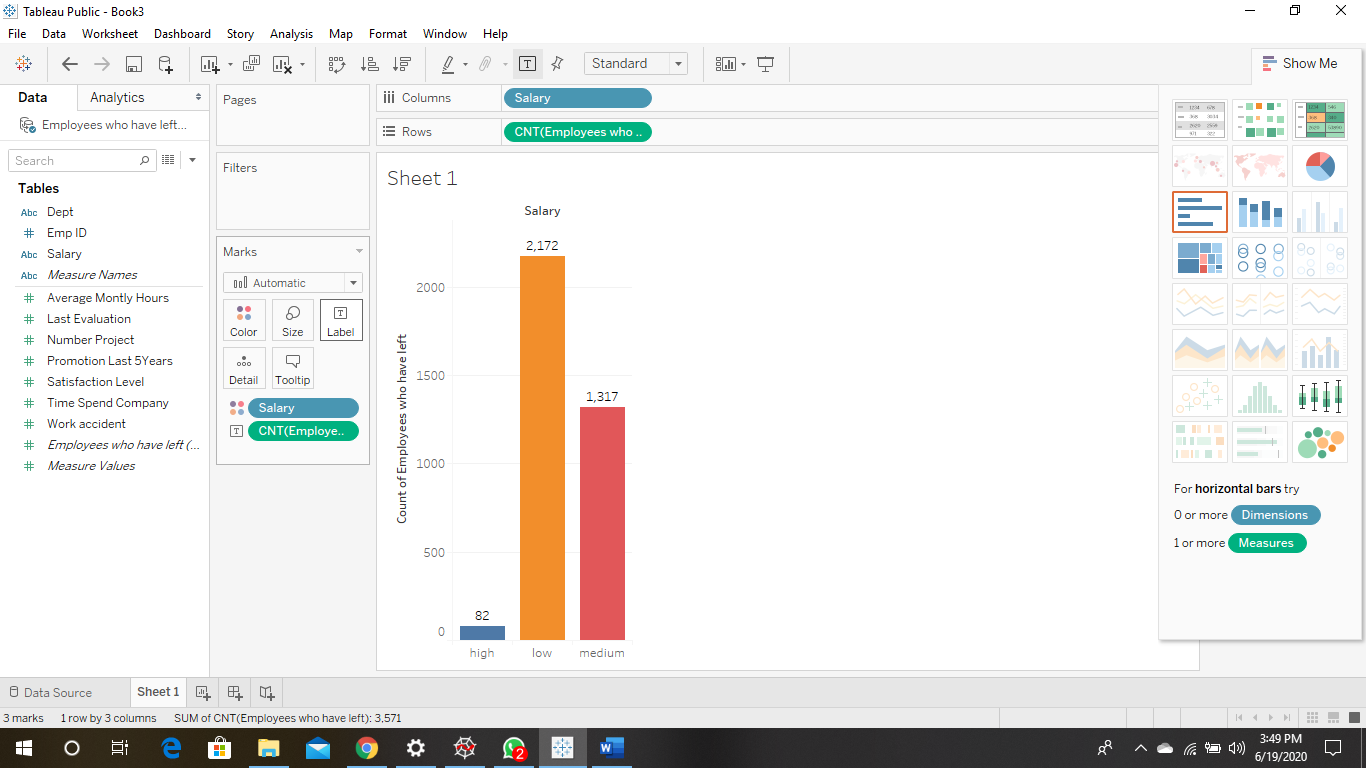 Tableau Public - Book3
File Data Worksheet Dashboard Story Analysis Map Format Window Help
Standard
Show Me
Data Analytics
Employees who have left...
Search
Tables
Abc Dept
# Emp ID
Abc Salary
Abc Measure Names
# Average Montly Hours
# Last Evaluation
# Number Project
# Promotion Last 5Years
# Satisfaction Level
# Time Spend Company
# Work accident
# Employees who have left (...
# Measure Values
Pages
Filters
Marks
Automatic
Color Size Label
Detail Tooltip
Salary
CNT(Employe..
Columns Salary
Rows CNT(Employees who ..
Sheet 1
Salary
Count of Employees who have left
2000
1500
1000
500
0
82
2,172
1,317
high low medium
For horizontal bars try
0 or more Dimensions
1 or more Measures
Data Source Sheet 1
3 marks 1 row by 3 columns SUM of CNT(Employees who have left): 3,571
2
3:49 PM
6/19/2020